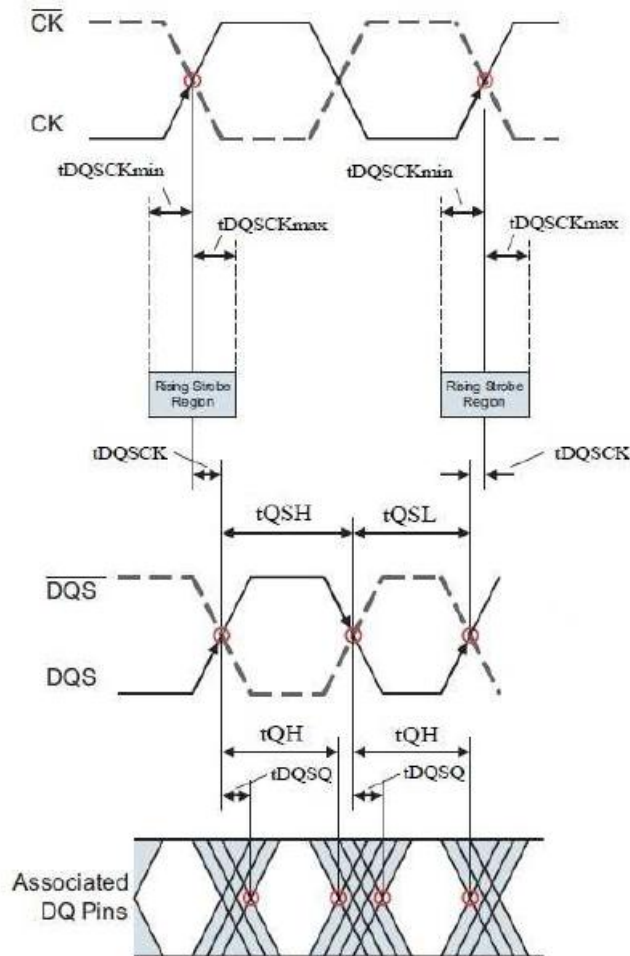 CK
CK
tDQSCKmin
tDQSCKmin
tDQSCKmax
tDQSCKmax
Rising Strobe
Region
Rising Strobe
Region
tDQSCK
tDQSCK
tQSH
tQSL
DQS
DQS
tQH
tQH
tDQSQ
tDQSQ
Associated
DQ Pins